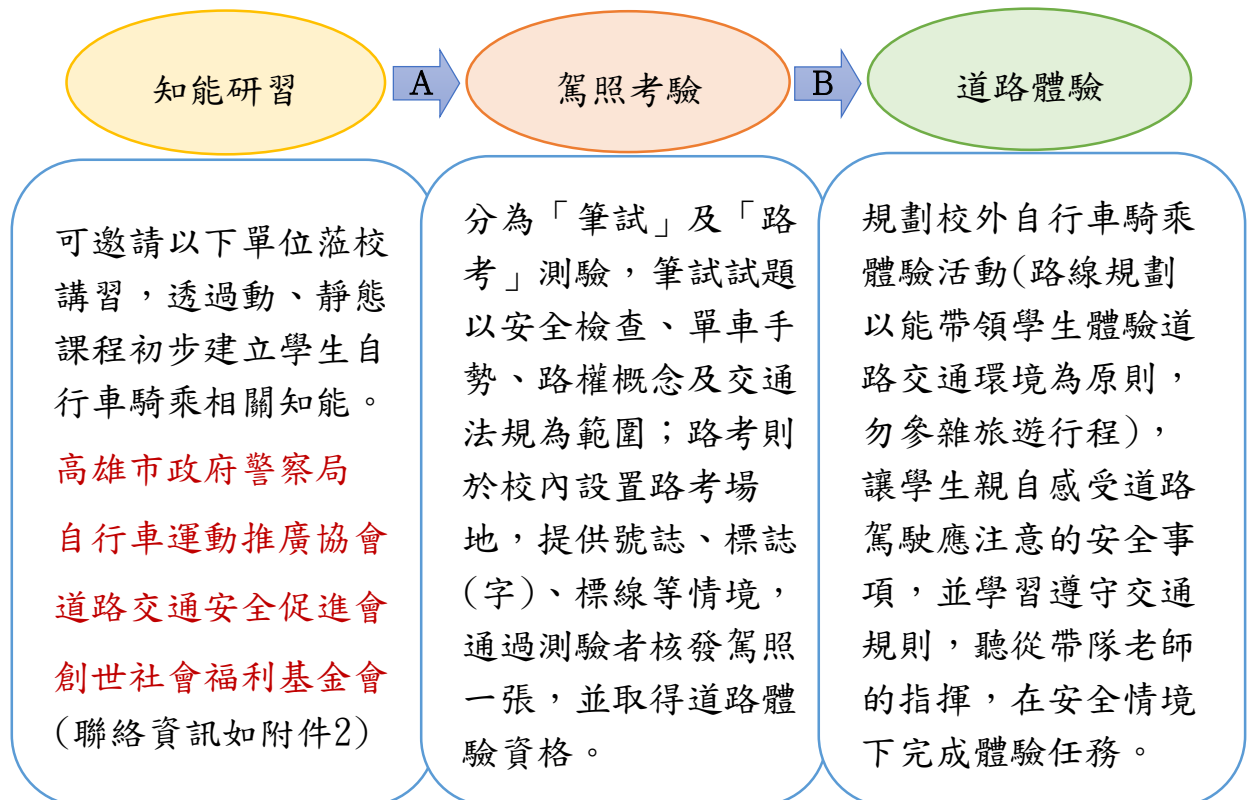 知能研習
A
駕照考驗
B
道路體驗
可邀請以下單位蒞校
講習，透過動、靜態
課程初步建立學生自
行車騎乘相關知能。
高雄市政府警察局
自行車運動推廣協會
道路交通安全促進會
創世社會福利基金會
(聯絡資訊如附件2)
分為「筆試」及「路
考」測驗，筆試試題
以安全檢查、單車手
勢、路權概念及交通
法規為範圍；路考則
於校內設置路考場
地，提供號誌、標誌
(字)、標線等情境，
通過測驗者核發駕照
一張，並取得道路體
驗資格。
規劃校外自行車騎乘
體驗活動(路線規劃
以能帶領學生體驗道
路交通環境為原則，
勿參雜旅遊行程)，
讓學生親自感受道路
駕駛應注意的安全事
項，並學習遵守交通
規則，聽從帶隊老師
的指揮，在安全情境
下完成體驗任務。